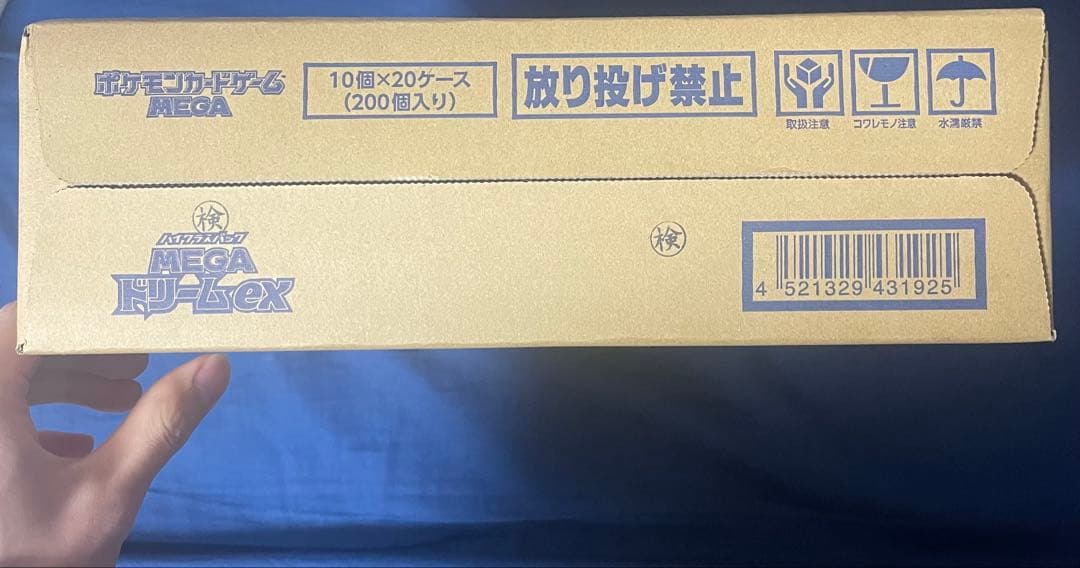 ポケモンカードゲーム
MEGA
10個×20ケース
(200個入り)
放り投げ禁止
取扱注意
コワレモノ注意
水濡厳禁
検
ハイクラスパック
MEGA
ドリームex
検
4 521329 431925